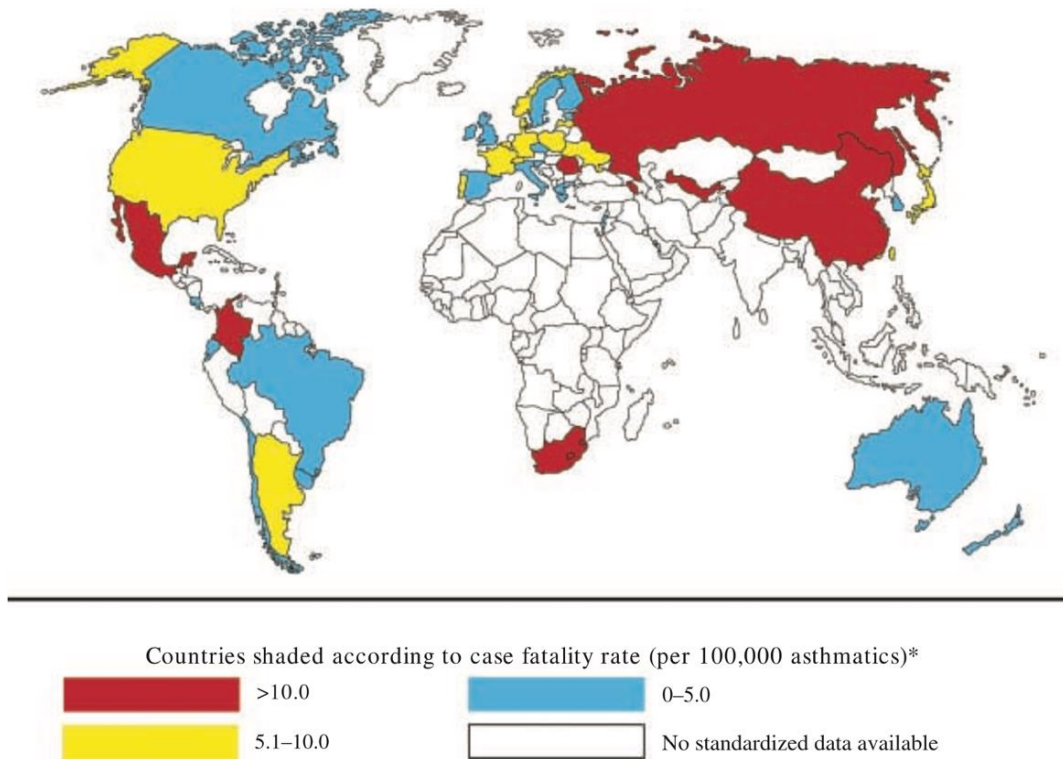 Countries shaded according to case fatality rate (per 100,000 asthmatics)*
>10.0
0–5.0
5.1–10.0
No standardized data available